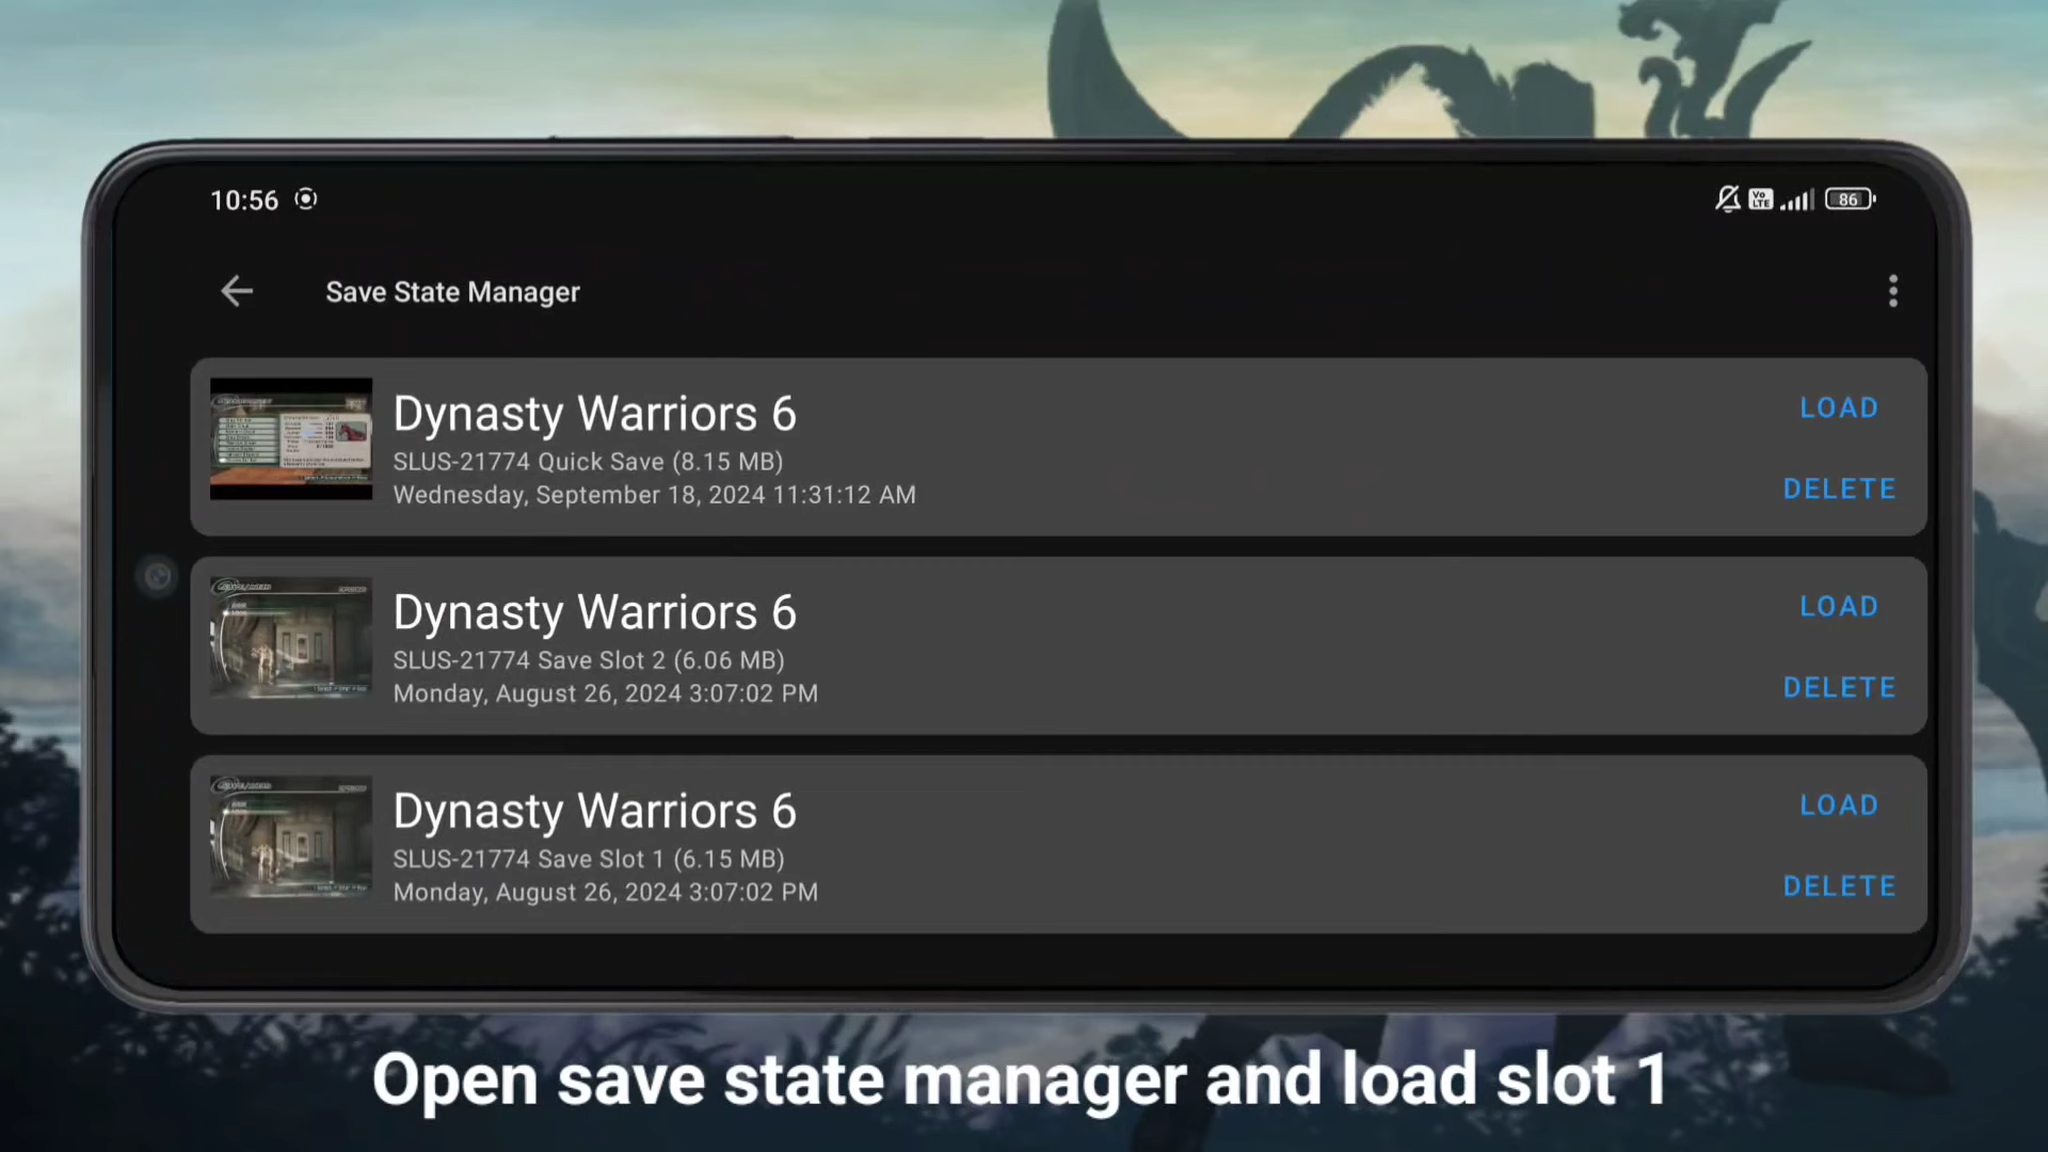 10:56
Vo LTE 86
Save State Manager
Dynasty Warriors 6
SLUS-21774 Quick Save (8.15 MB)
Wednesday, September 18, 2024 11:31:12 AM
LOAD
DELETE
Dynasty Warriors 6
SLUS-21774 Save Slot 2 (6.06 MB)
Monday, August 26, 2024 3:07:02 PM
LOAD
DELETE
Dynasty Warriors 6
SLUS-21774 Save Slot 1 (6.15 MB)
Monday, August 26, 2024 3:07:02 PM
LOAD
DELETE
Open save state manager and load slot 1